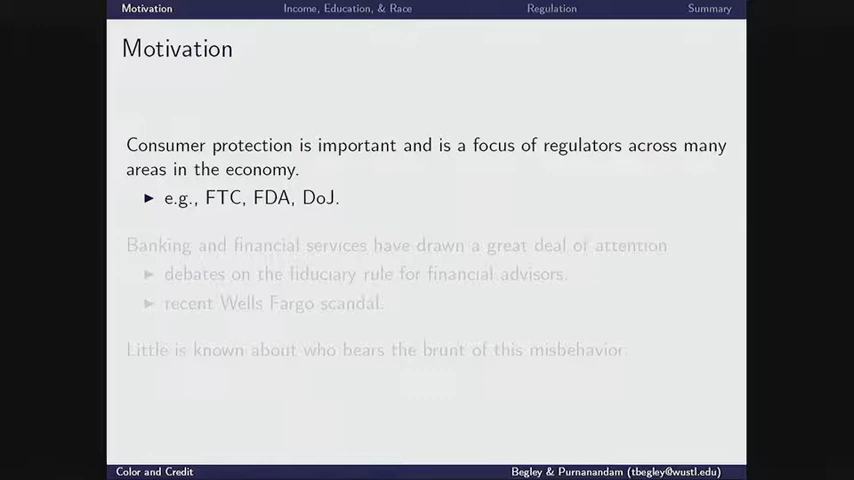 Motivation Income, Education, & Race Regulation Summary
Motivation
Consumer protection is important and is a focus of regulators across many
areas in the economy.
▶ e.g., FTC, FDA, DoJ.
Banking and financial services have drawn a great deal of attention
▶ debates on the fiduciary rule for financial advisors.
▶ recent Wells Fargo scandal.
Little is known about who bears the brunt of this misbehavior.
Color and Credit Begley & Purnanandam (tbegley@wustl.edu)